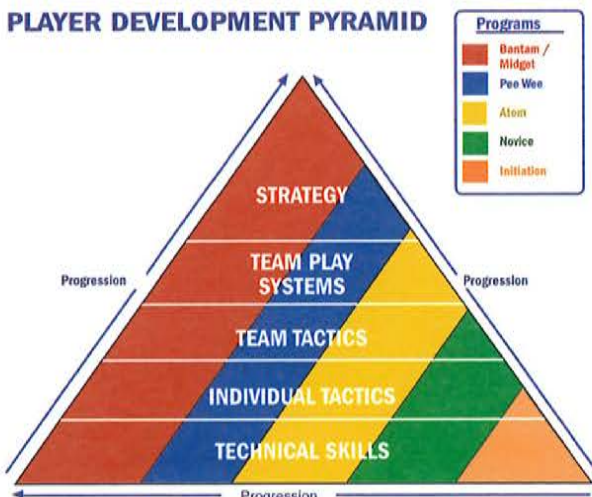 PLAYER DEVELOPMENT PYRAMID
Programs
Bantam /
Midget
Pee Wee
Atom
Novice
Initiation
STRATEGY
TEAM PLAY
SYSTEMS
Progression
Progression
TEAM TACTICS
INDIVIDUAL TACTICS
TECHNICAL SKILLS
Progression